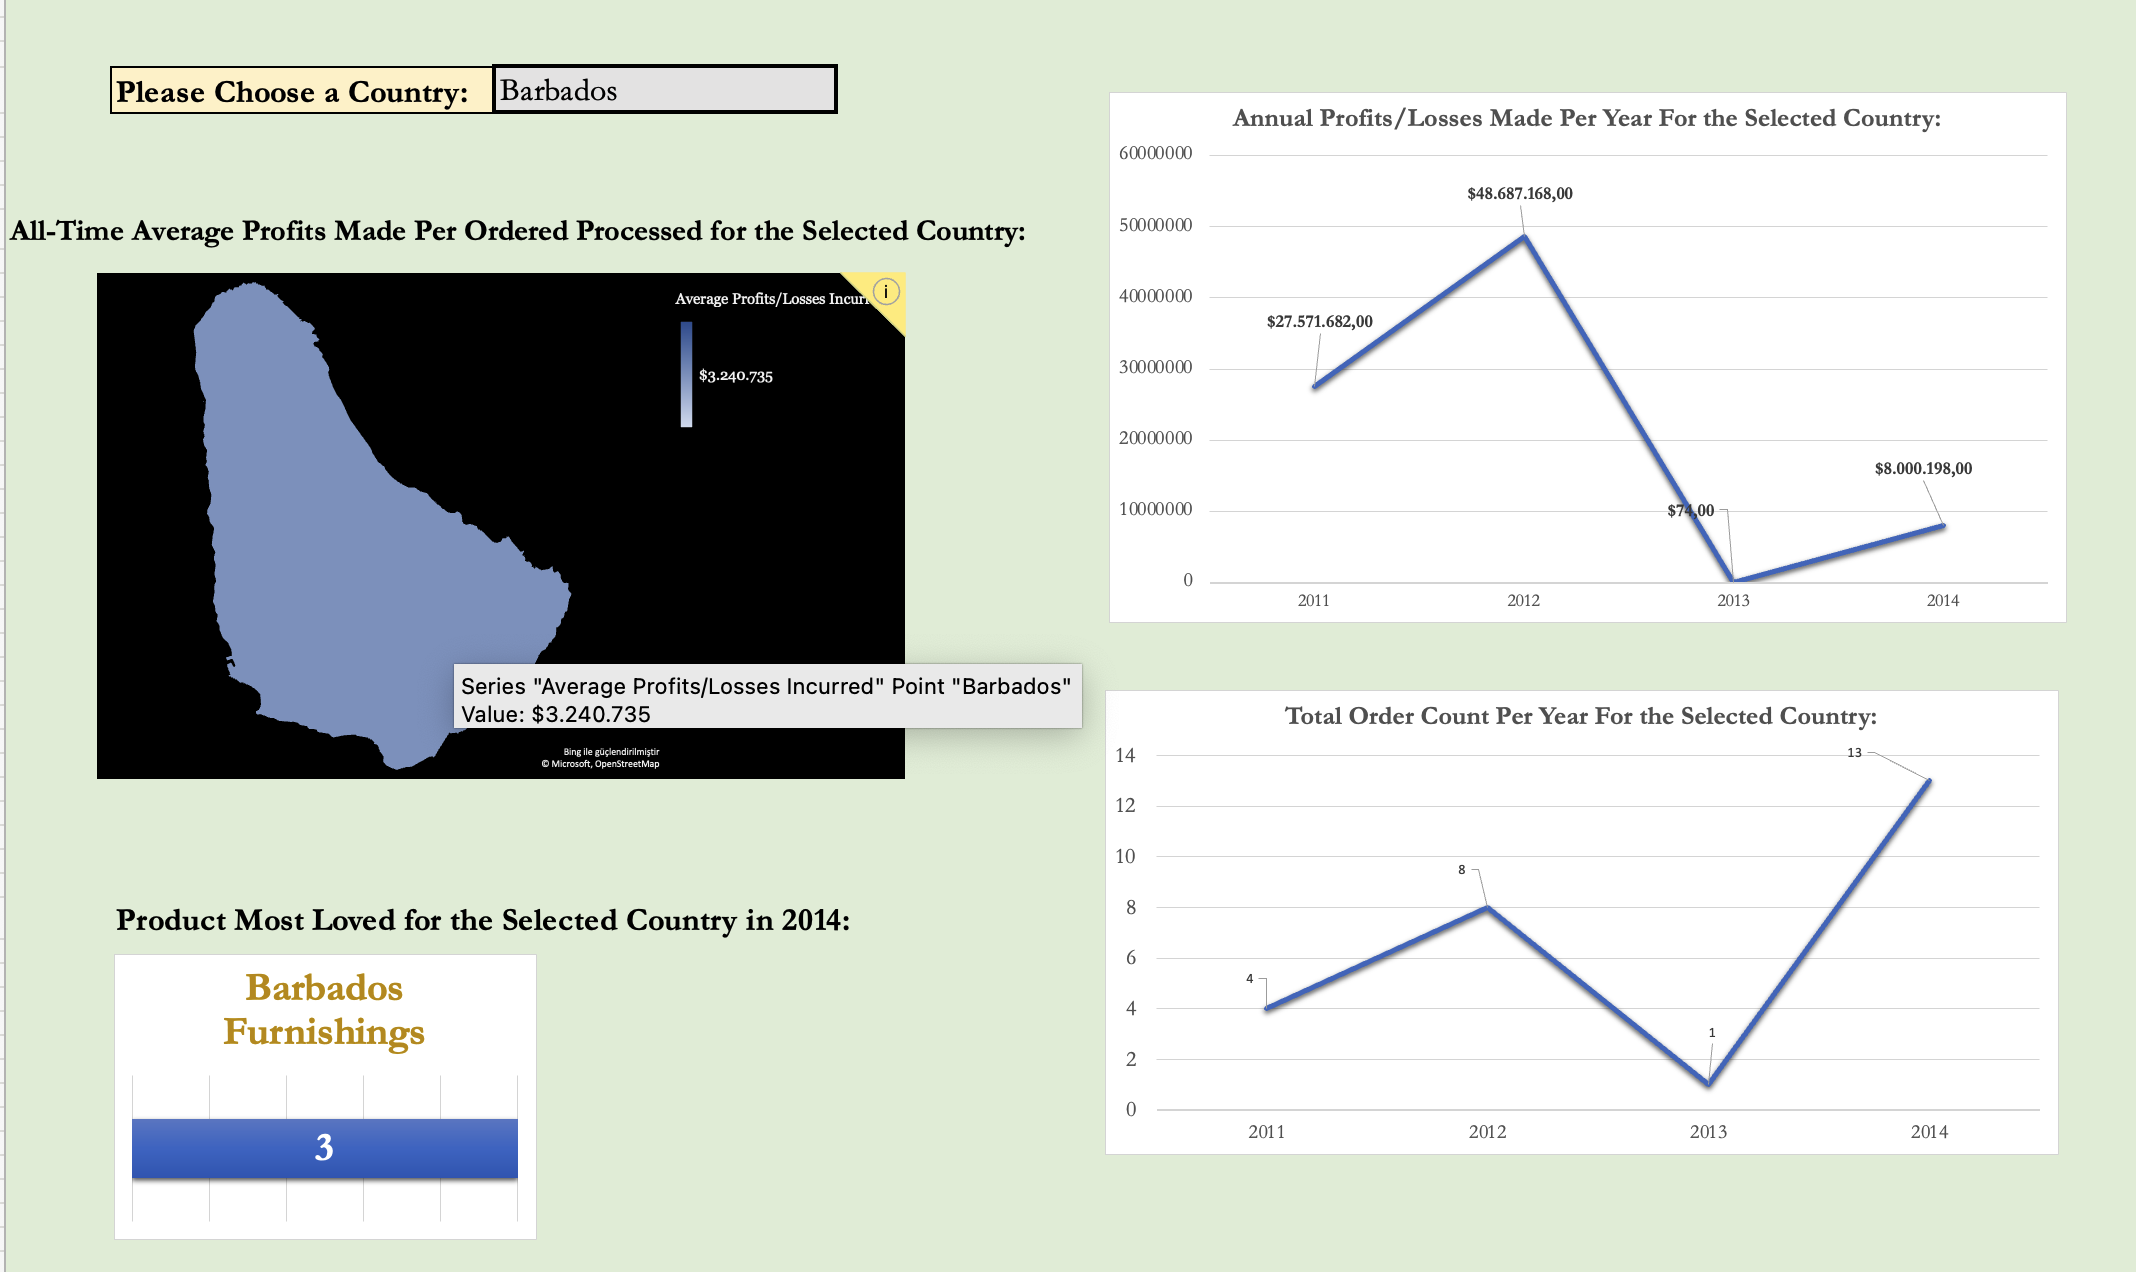 Please Choose a Country: Barbados
All-Time Average Profits Made Per Ordered Processed for the Selected Country:
Average Profits/Losses Incurr
i
$3.240.735
Series "Average Profits/Losses Incurred" Point "Barbados"
Value: $3.240.735
Bing ile güçlendirilmiştir
© Microsoft, OpenStreetMap
Product Most Loved for the Selected Country in 2014:
Barbados
Furnishings
3
Annual Profits/Losses Made Per Year For the Selected Country:
60000000
50000000
40000000
30000000
20000000
10000000
0
$27.571.682,00
$48.687.168,00
$74,00
$8.000.198,00
2011 2012 2013 2014
Total Order Count Per Year For the Selected Country:
14
12
10
8
6
4
2
0
4
8
1
13
2011 2012 2013 2014